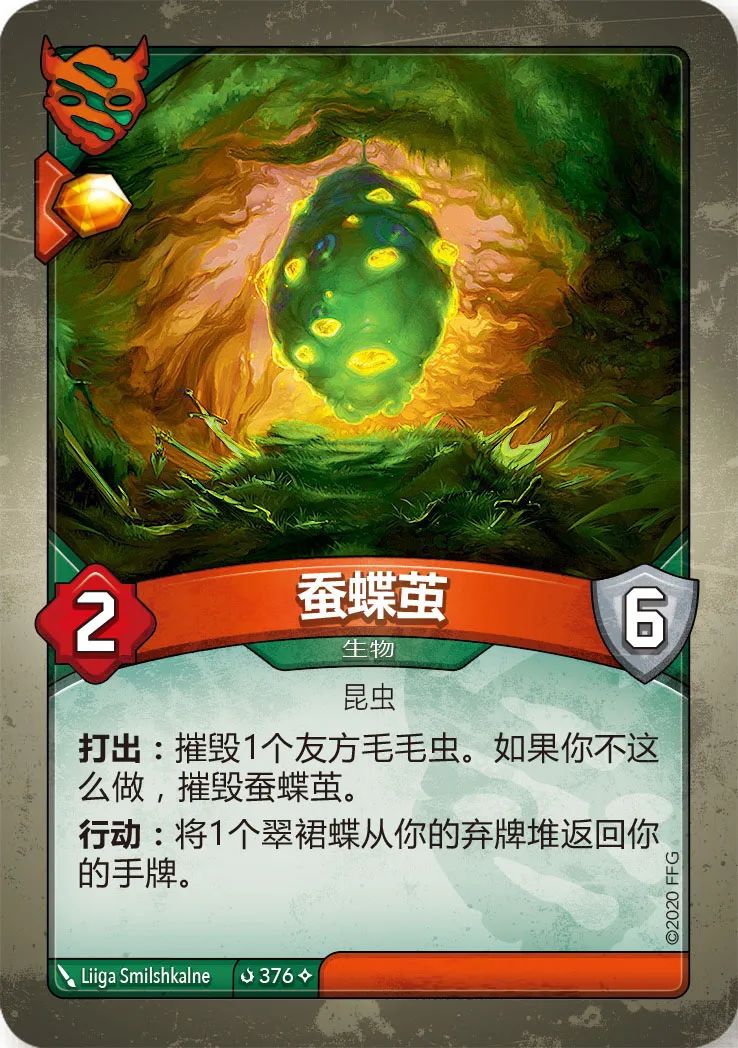 蚕蝶茧
2
6
生物
昆虫
打出：摧毁1个友方毛毛虫。如果你不这
么做，摧毁蚕蝶茧。
行动：将1个翠裙蝶从你的弃牌堆返回你
的手牌。
©2020 FFG
Liiga Smilshkalne
376